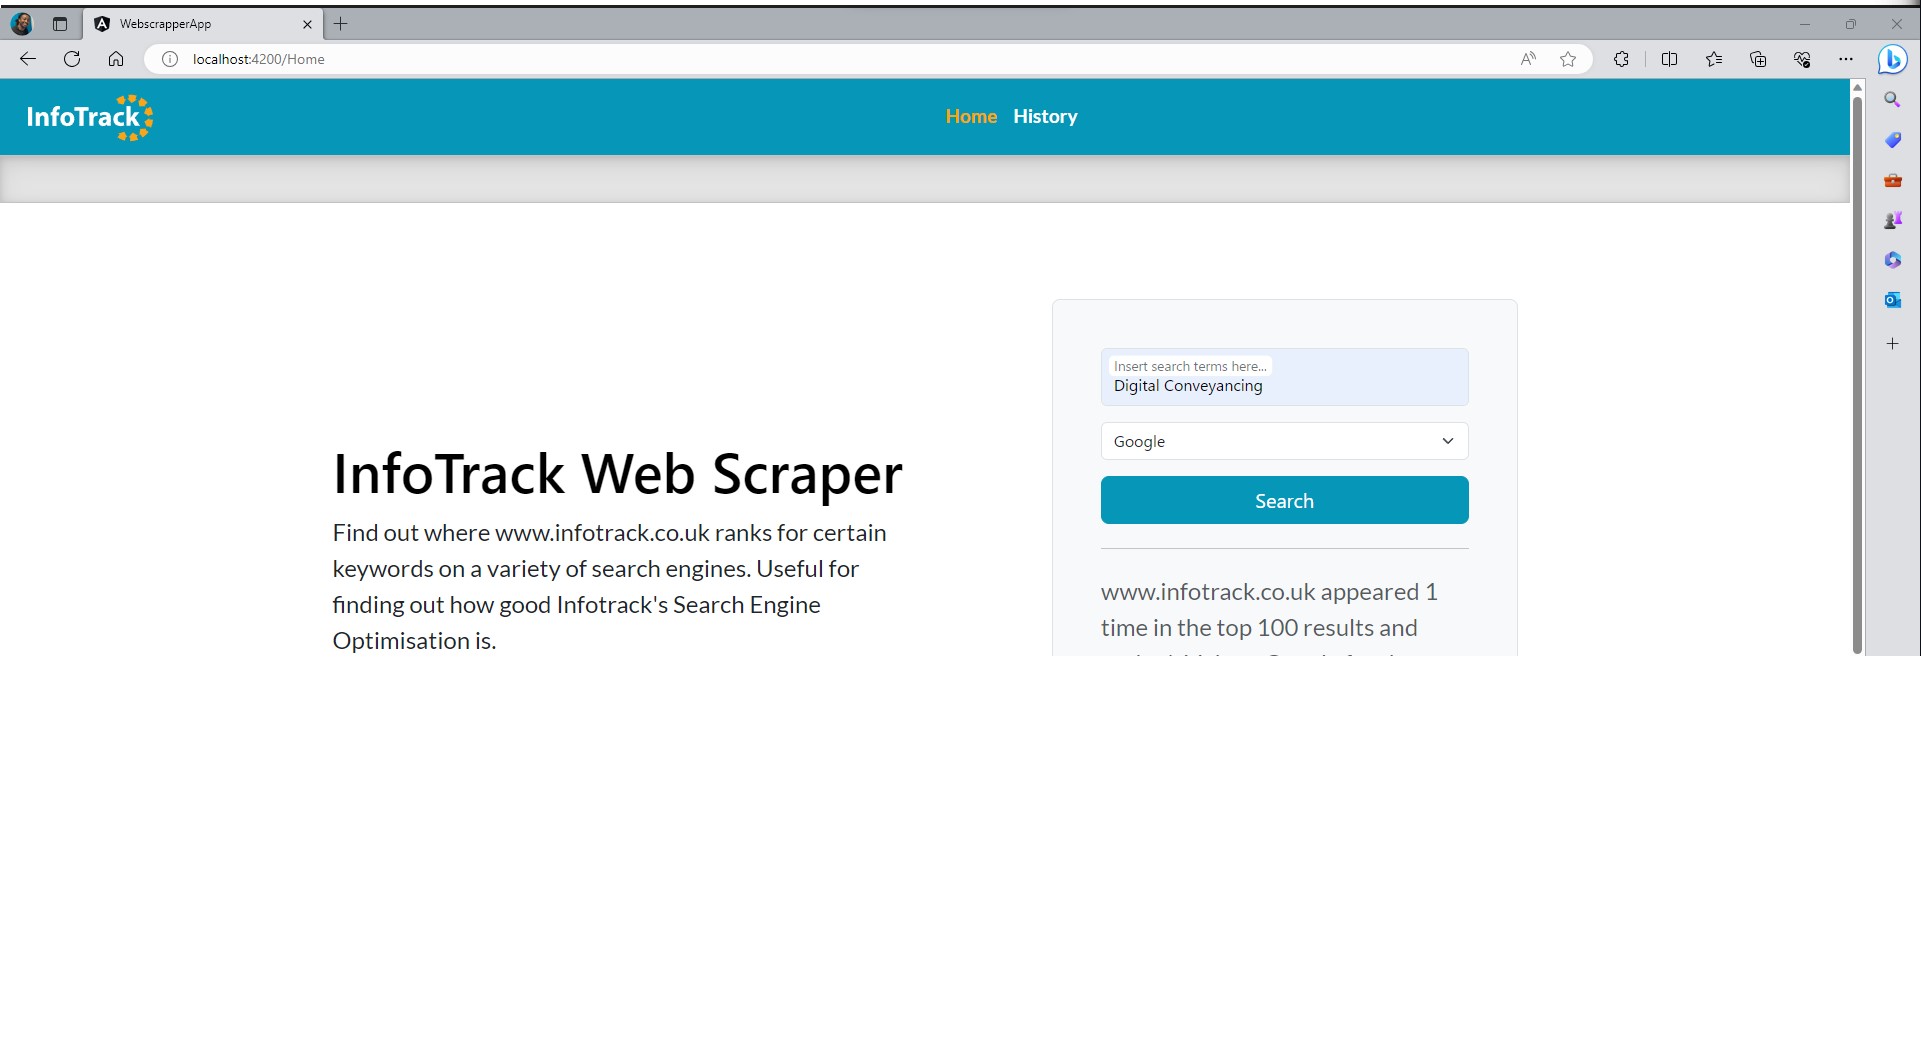 WebscrapperApp
localhost:4200/Home
InfoTrack
Home History
Insert search terms here...
Digital Conveyancing
Google
Search
InfoTrack Web Scraper
Find out where www.infotrack.co.uk ranks for certain
keywords on a variety of search engines. Useful for
finding out how good Infotrack's Search Engine
Optimisation is.
www.infotrack.co.uk appeared 1
time in the top 100 results and